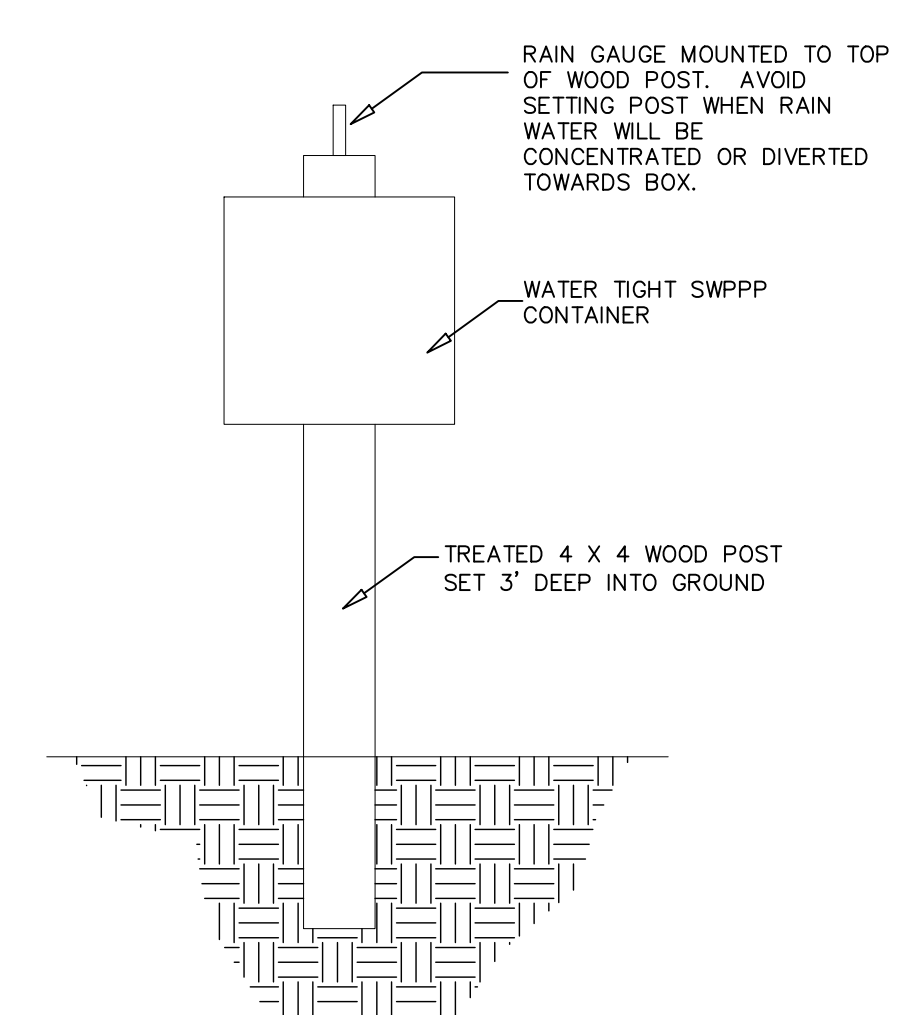 RAIN GAUGE MOUNTED TO TOP
OF WOOD POST. AVOID
SETTING POST WHEN RAIN
WATER WILL BE
CONCENTRATED OR DIVERTED
TOWARDS BOX.
WATER TIGHT SWPPP
CONTAINER
TREATED 4 X 4 WOOD POST
SET 3' DEEP INTO GROUND